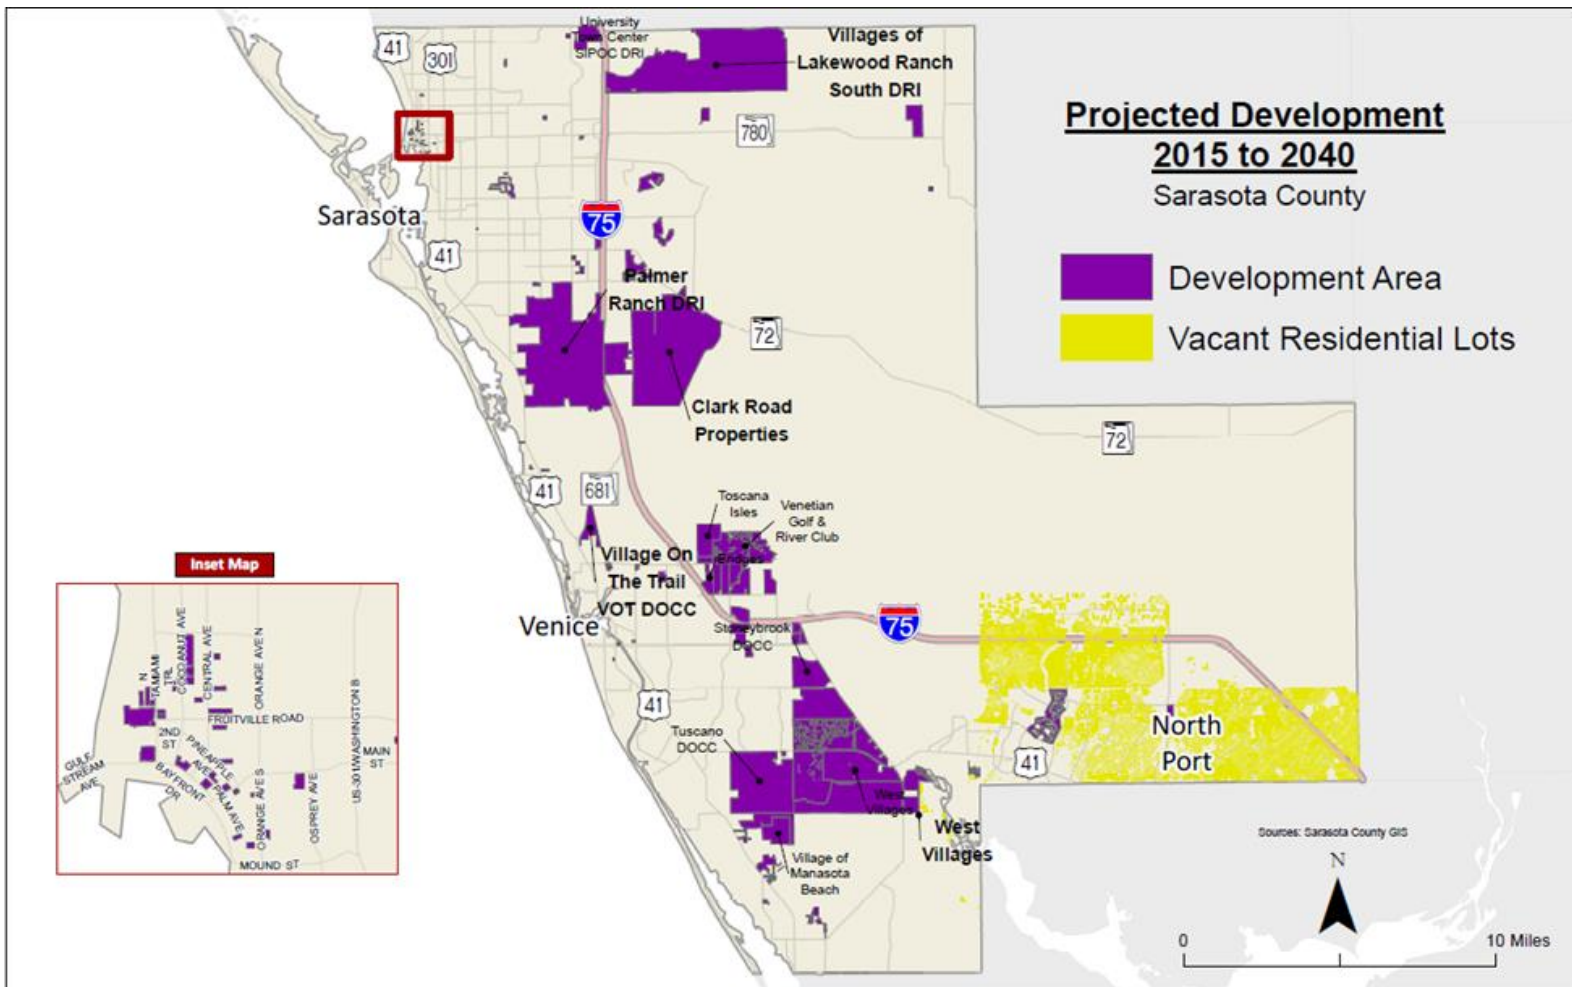 Projected Development
2015 to 2040
Sarasota County
Development Area
Vacant Residential Lots
University
Town Center
SIPOC DRI
Villages of
Lakewood Ranch
South DRI
41
301
780
Sarasota
75
41
Palmer
Ranch DRI
72
Clark Road
Properties
72
41
681
Toscana
Isles
Venetian
Golf &
River Club
Village On
The Trail
VOT DOCC
Venice
Stoneybrook
DOCC
75
41
Tuscano
DOCC
West
Villages
West
Villages
Village of
Manasota
Beach
North
Port
41
Sources: Sarasota County GIS
N
0
10 Miles
Inset Map
N
TAMIAMI
TRL
COCOANUT AVE
CENTRAL AVE
ORANGE AVE N
FRUITVILLE ROAD
2ND
ST
PINEAPPLE
AVE
PALM AVE
BAYFRONT
DR
GULF
STREAM
AVE
ORANGE AVE S
OSPREY AVE
US-301/WASHINGTON B
MAIN
ST
MOUND ST